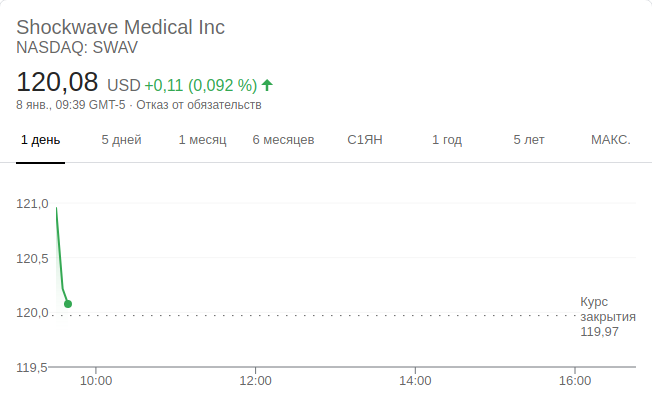 Shockwave Medical Inc
NASDAQ: SWAV
120,08 USD +0,11 (0,092 %)
8 янв., 09:39 GMT-5 · Отказ от обязательств
1 день 5 дней 1 месяц 6 месяцев С1ЯН 1 год 5 лет МАКС.
121,0
120,5
120,0
Курс
закрытия
119,97
119,5
10:00 12:00 14:00 16:00